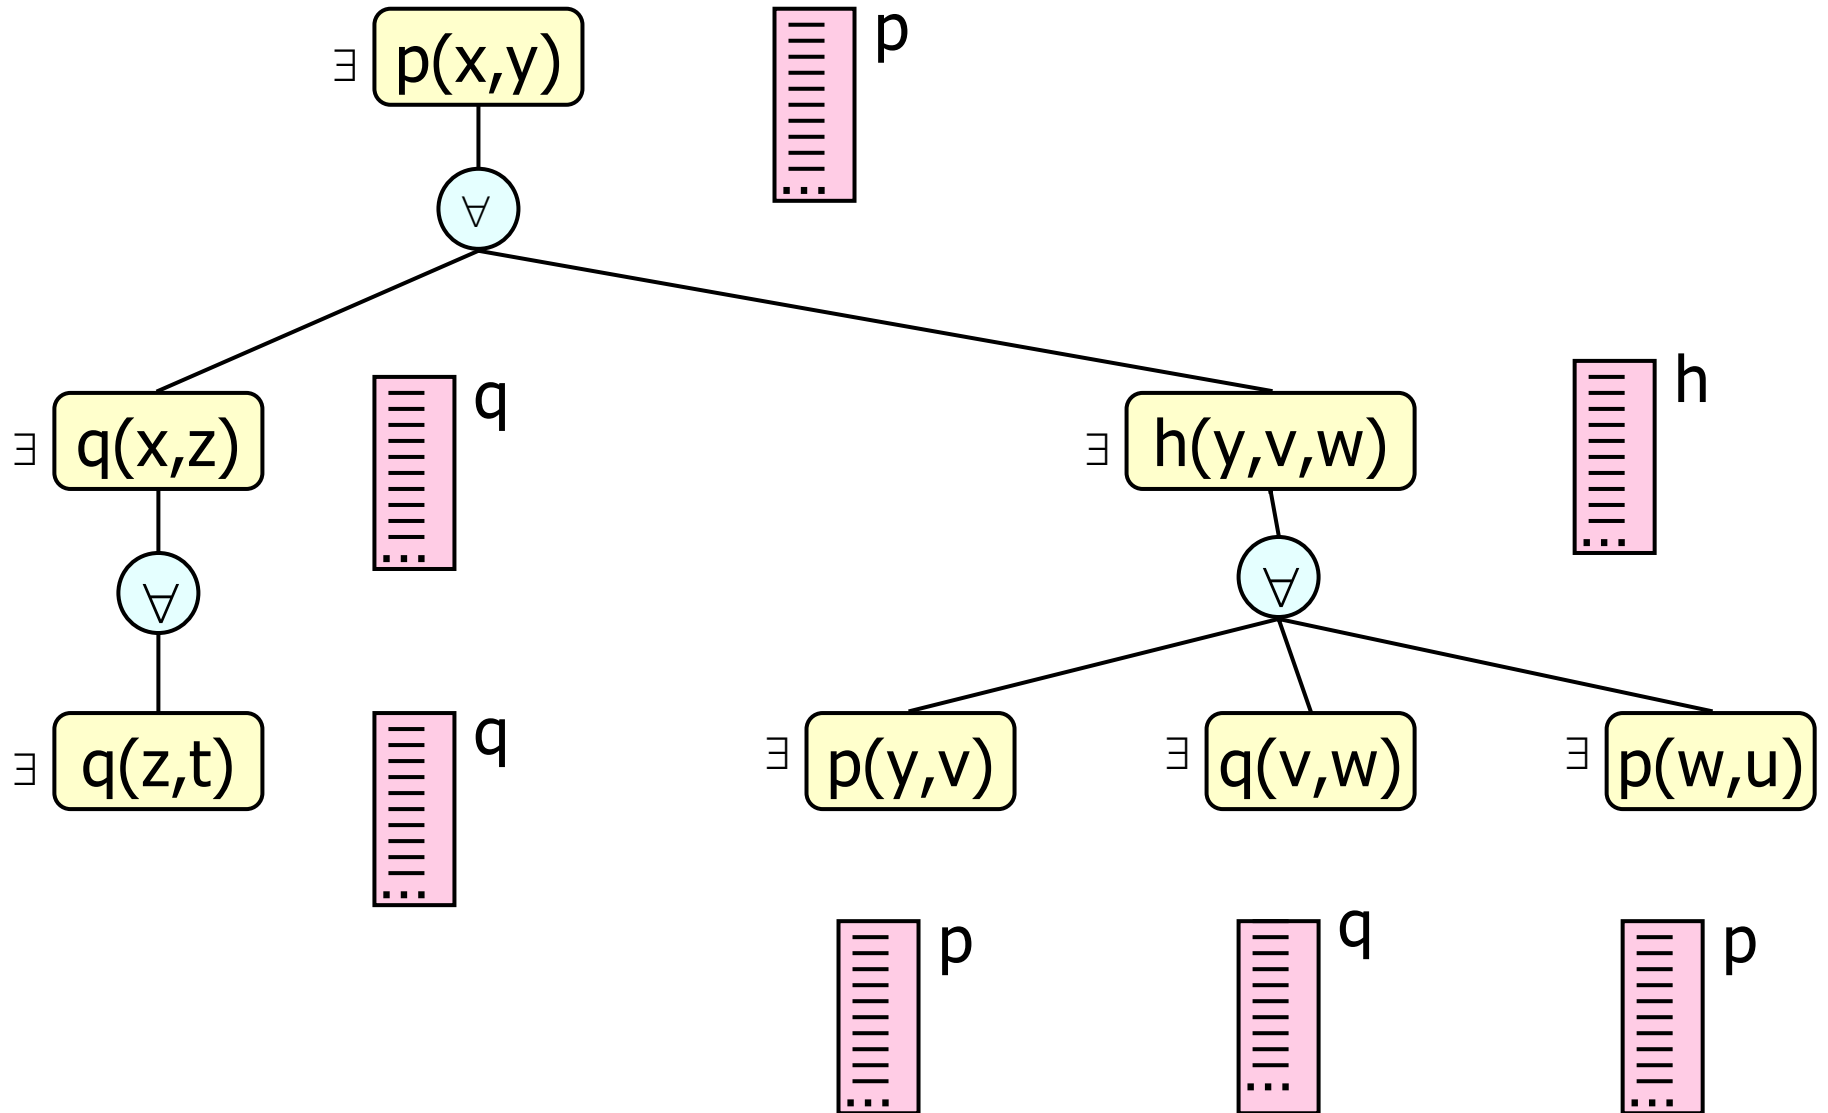 ∃ p(x,y) p
∀
∃ q(x,z) q
∃ h(y,v,w) h
∀
∀
∃ q(z,t) q
∃ p(y,v)
∃ q(v,w)
∃ p(w,u)
p
q
p